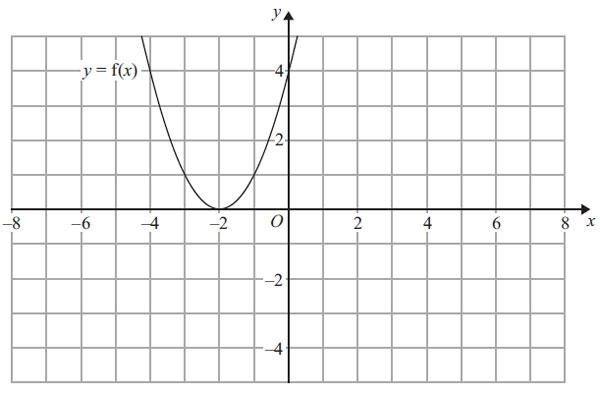 y
y = f(x)
4
2
–8 –6 –4 –2 O 2 4 6 8 x
–2
–4